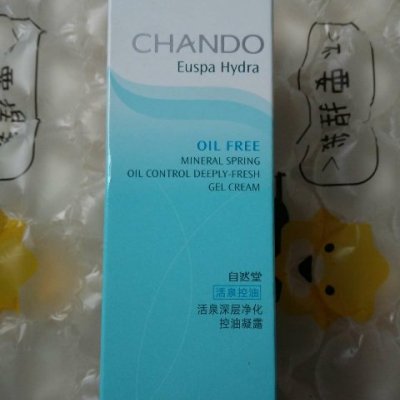 CHANDO
Euspa Hydra
OIL FREE
MINERAL SPRING
OIL CONTROL DEEPLY-FRESH
GEL CREAM
自然堂
活泉控油
活泉深层净化
控油凝露